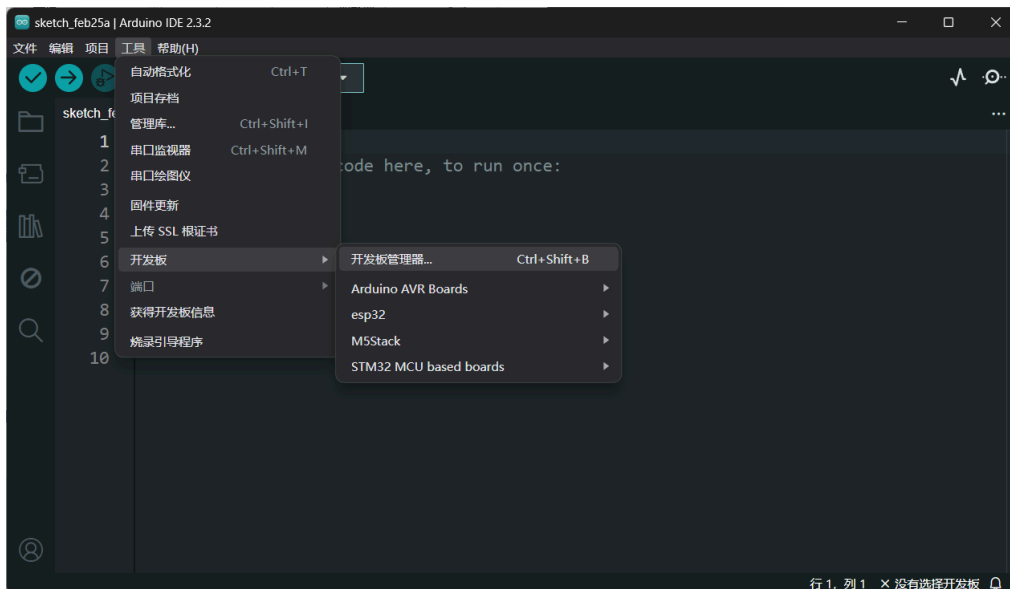 sketch_feb25a | Arduino IDE 2.3.2
文件 编辑 项目 工具 帮助(H)
sketch_fe
自动格式化 Ctrl+T
项目存档
管理库... Ctrl+Shift+I
串口监视器 Ctrl+Shift+M
串口绘图仪
固件更新
上传 SSL 根证书
开发板
端口
获得开发板信息
烧录引导程序
开发板管理器... Ctrl+Shift+B
Arduino AVR Boards
esp32
M5Stack
STM32 MCU based boards
1
2 code here, to run once:
3
4
5
6
7
8
9
10
行 1，列 1 × 没有选择开发板